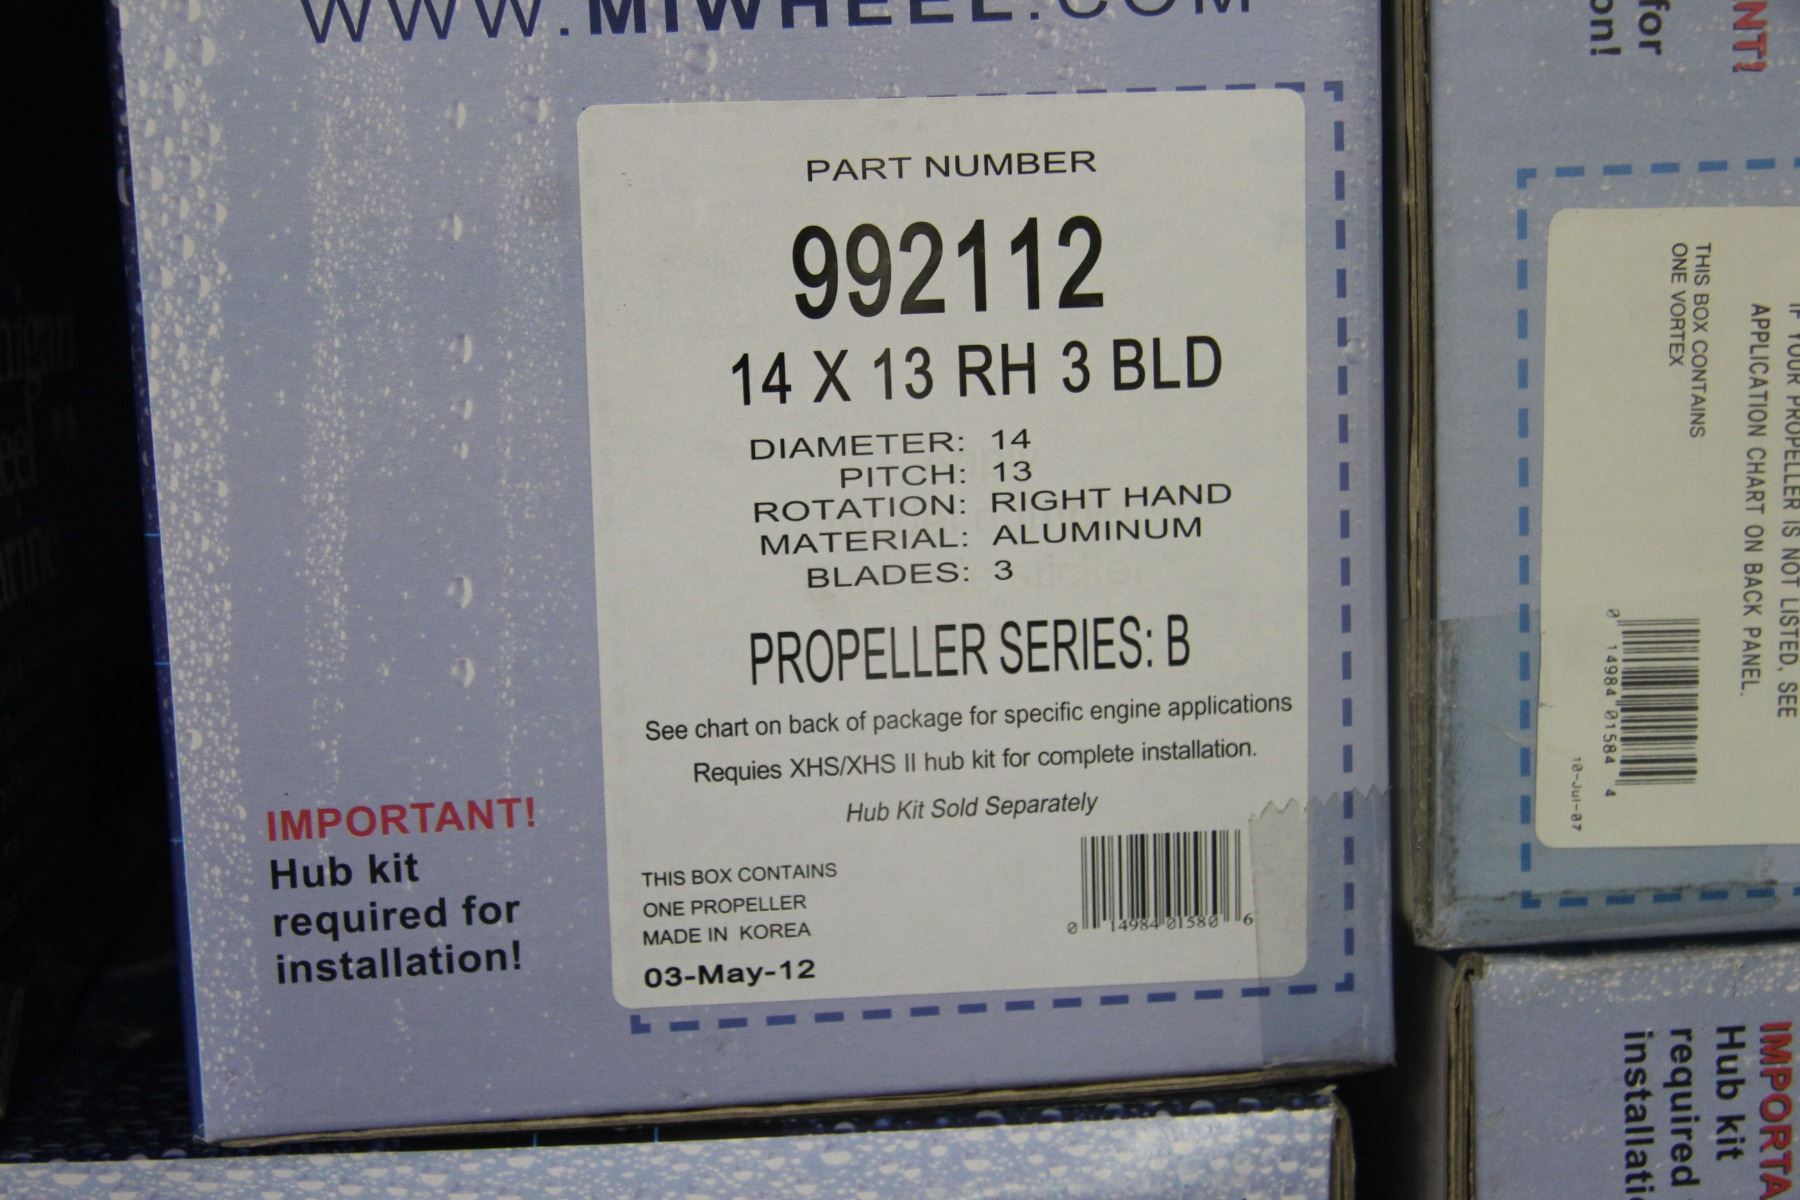 WWW.MIWHEEL.COM
PART NUMBER
992112
14 X 13 RH 3 BLD
DIAMETER: 14
PITCH: 13
ROTATION: RIGHT HAND
MATERIAL: ALUMINUM
BLADES: 3
PROPELLER SERIES: B
See chart on back of package for specific engine applications
Requies XHS/XHS II hub kit for complete installation.
Hub Kit Sold Separately
THIS BOX CONTAINS
ONE PROPELLER
MADE IN KOREA
03-May-12
0 14984 01580 6
IMPORTANT!
Hub kit
required for
installation!
NT!
for
on!
IF YOUR PROPELLER IS NOT LISTED, SEE
APPLICATION CHART ON BACK PANEL.
THIS BOX CONTAINS
ONE VORTEX
0 14984 01584 4
10-Jul-07
IMPORTA
Hub kit
required
installati